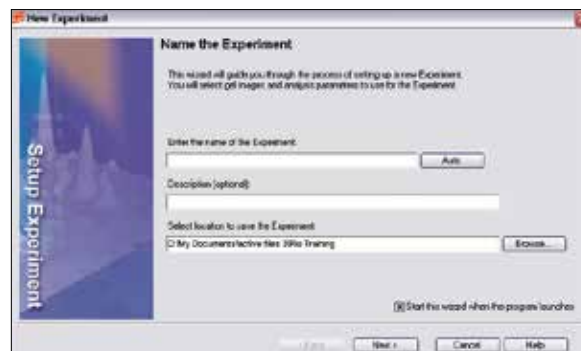 New Experiment
Name the Experiment
This wizard will guide you through the process of setting up a new Experiment.
You will select gel images, and analysis parameters to use for the Experiment.
Setup Experiment
Enter the name of the Experiment:
Auto
Description (optional):
Select location to save the Experiment:
Browse...
Start this wizard when the program launches
Next >
Cancel
Help